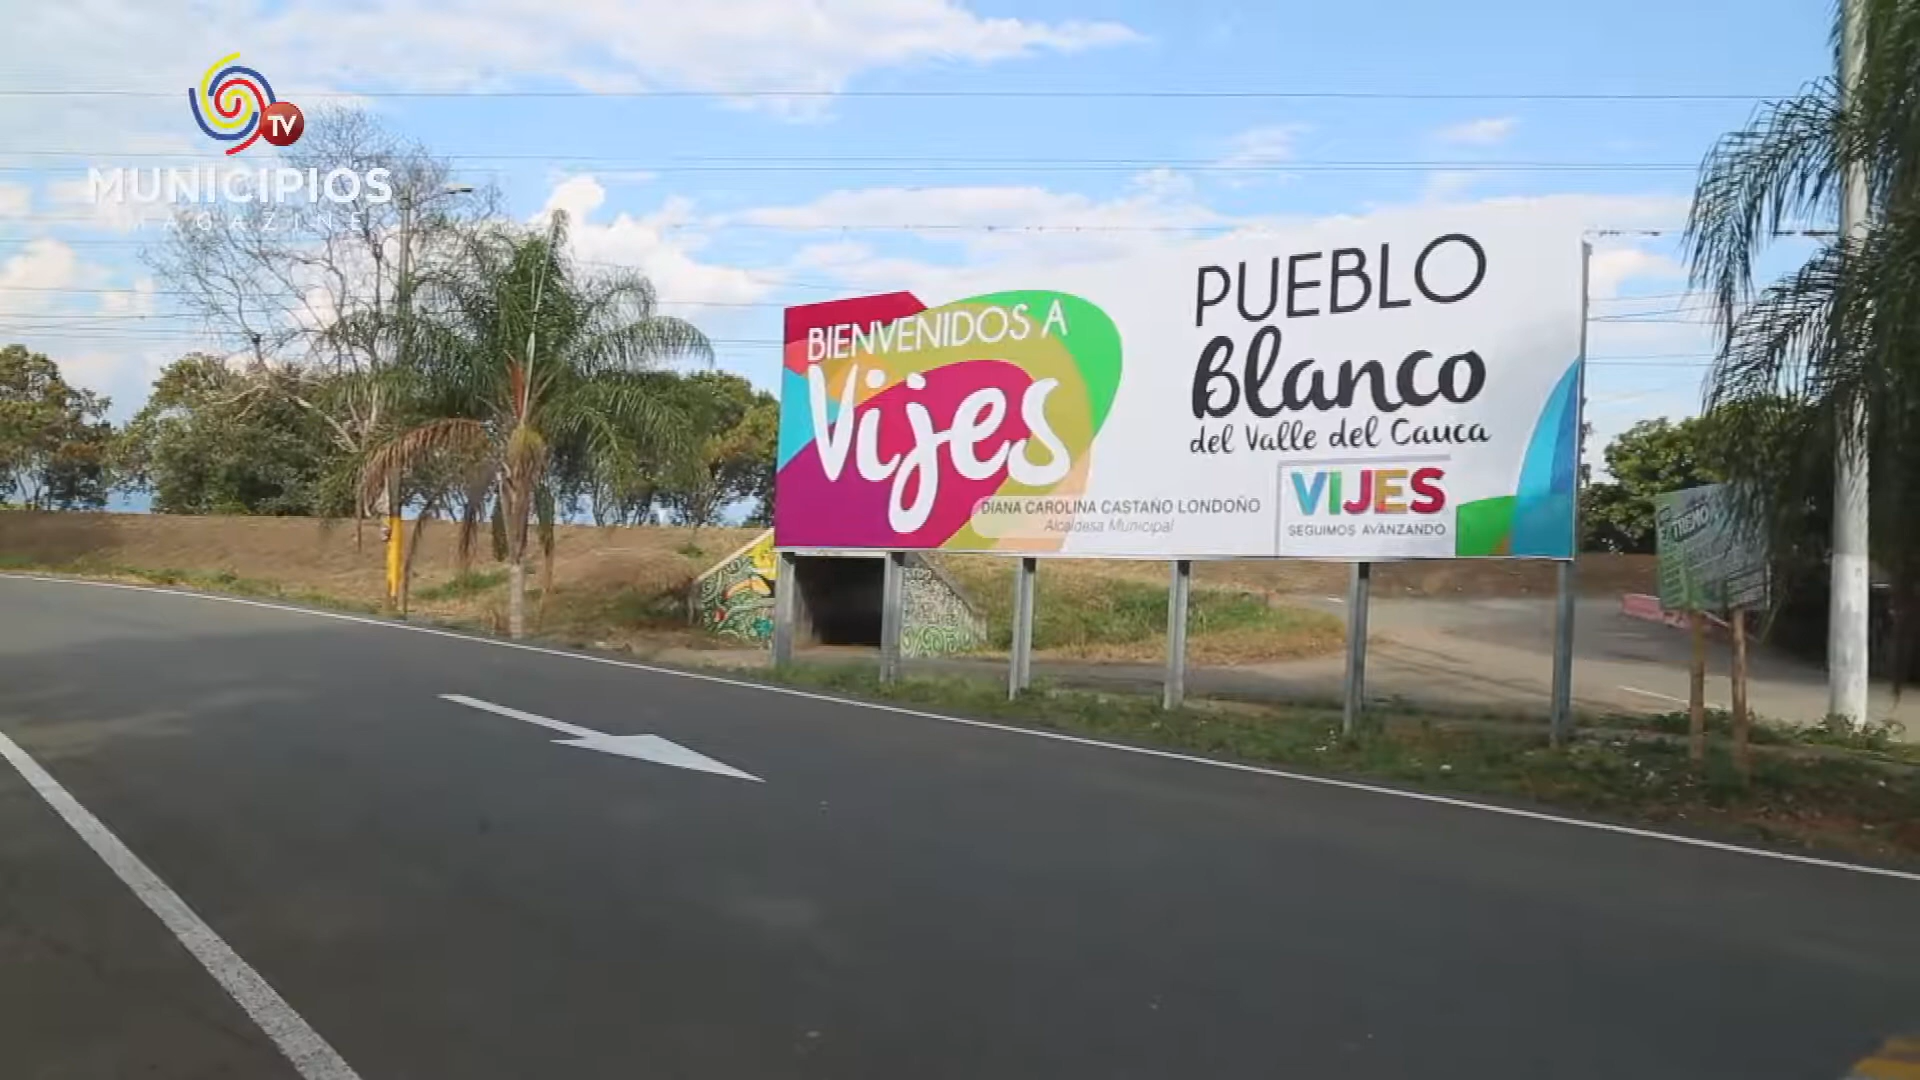 TV
MUNICIPIOS
MAGAZINE
BIENVENIDOS A
Vijes
DIANA CAROLINA CASTAÑO LONDOÑO
Alcaldesa Municipal
PUEBLO
Blanco
del Valle del Cauca
VIJES
SEGUIMOS AVANZANDO